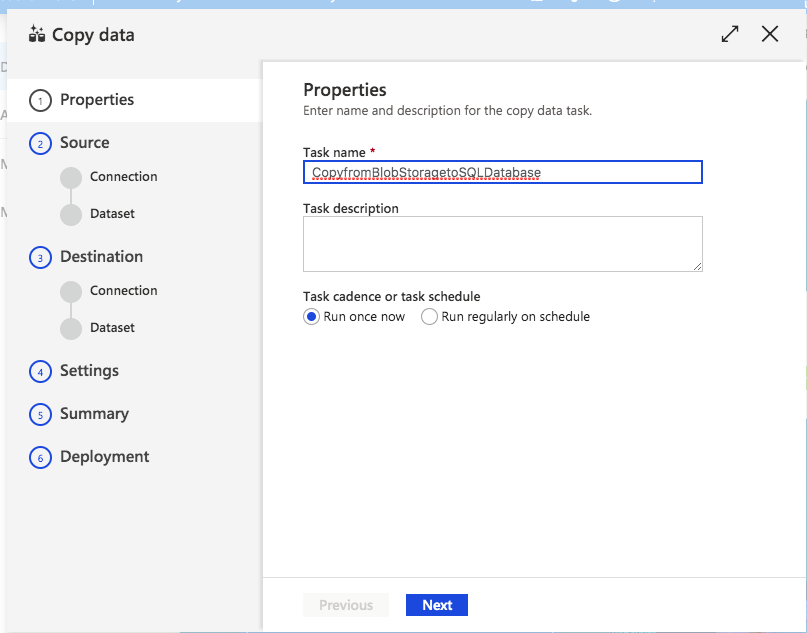 Copy data
1 Properties
2 Source
Connection
Dataset
3 Destination
Connection
Dataset
4 Settings
5 Summary
6 Deployment
Properties
Enter name and description for the copy data task.
Task name *
CopyfromBlobStoragetoSQLDatabase
Task description
Task cadence or task schedule
Run once now Run regularly on schedule
Previous Next